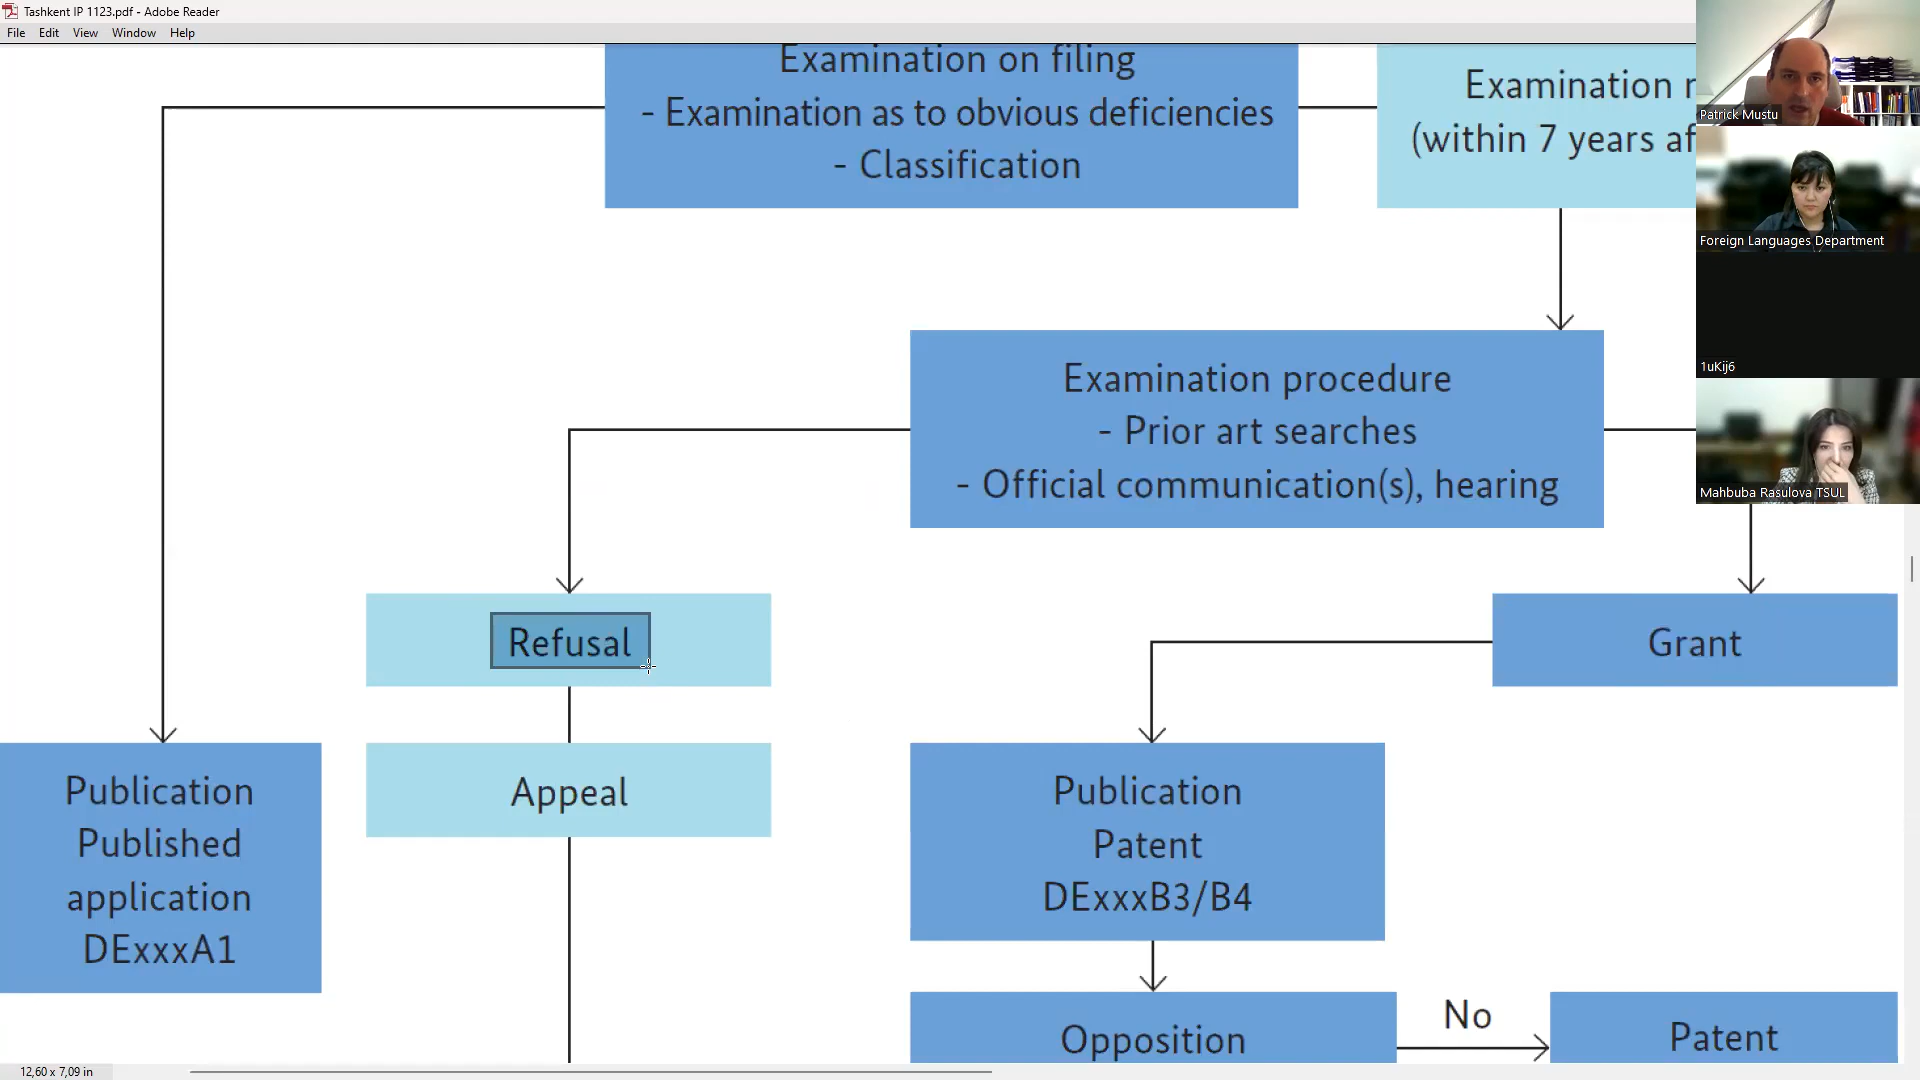 Tashkent IP 1123.pdf - Adobe Reader
File Edit View Window Help
Examination on filing
- Examination as to obvious deficiencies
- Classification
Examination
(within 7 years
Patrick Mustu
Foreign Languages Department
1uKij6
Mahbuba Rasulova TSUL
Examination procedure
- Prior art searches
- Official communication(s), hearing
Refusal
Grant
Appeal
Publication
Published
application
DExxxA1
Publication
Patent
DExxxB3/B4
Opposition
No
Patent
12,60 x 7,09 in